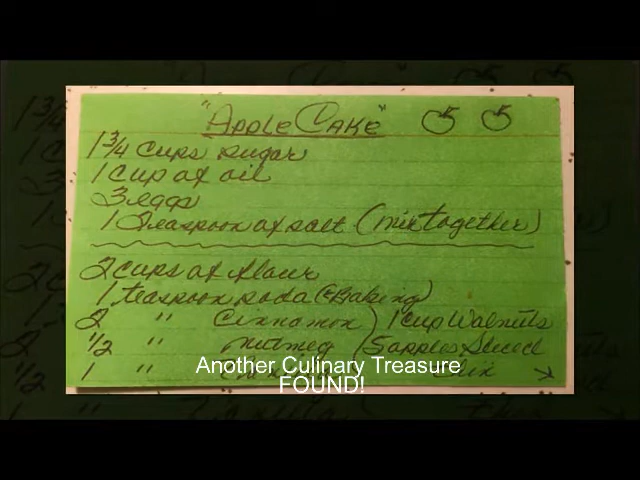 "Apple Cake"
1 3/4 cups sugar
1 cup of oil
3 eggs
1 Teaspoon of salt (mix together)
2 cups of flour
1 teaspoon soda (Baking)
2 " Cinnamon ) 1 cup Walnuts
1/2 " nutmeg ( 5 apples Sliced
1 "
Another Culinary Treasure
FOUND!